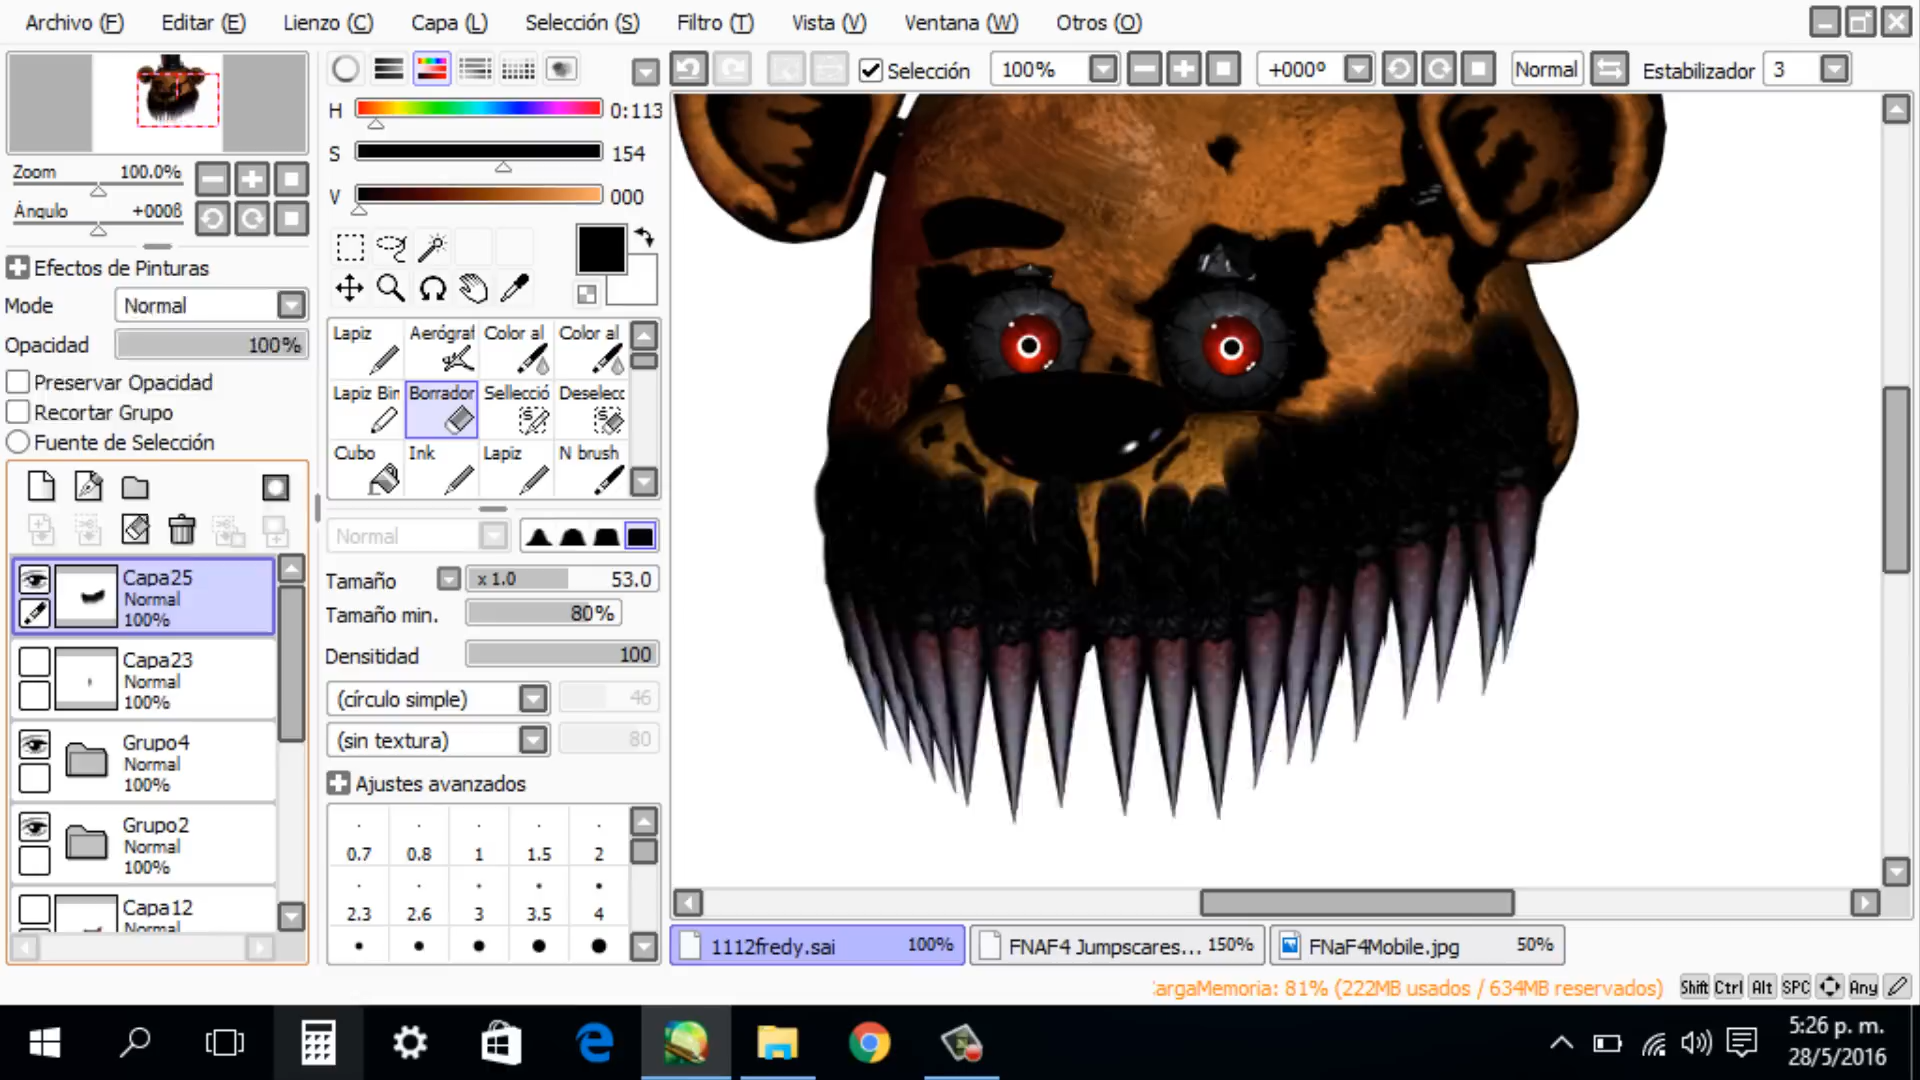 Archivo (F) Editar (E) Lienzo (C) Capa (L) Selección (S) Filtro (T) Vista (V) Ventana (W) Otros (O)
Selección 100% +000º Normal Estabilizador 3
H 0:113
S 154
V 000
Zoom 100.0%
Ángulo +000ß
Efectos de Pinturas
Mode Normal
Opacidad 100%
Preservar Opacidad
Recortar Grupo
Fuente de Selección
Capa25
Normal
100%
Capa23
Normal
100%
Grupo4
Normal
100%
Grupo2
Normal
100%
Capa12
Normal
Lapiz Aerógraf Color al Color al
Lapiz Bin Borrador Sellecció Deselecc
Cubo Ink Lapiz N brush
Normal
Tamaño x 1.0 53.0
Tamaño min. 80%
Densitidad 100
(círculo simple) 46
(sin textura) 80
Ajustes avanzados
0.7 0.8 1 1.5 2
2.3 2.6 3 3.5 4
1112fredy.sai 100% FNAF4 Jumpscares... 150% FNaF4Mobile.jpg 50%
argaMemoria: 81% (222MB usados / 634MB reservados) Shift Ctrl Alt SPC Any
5:26 p. m.
28/5/2016